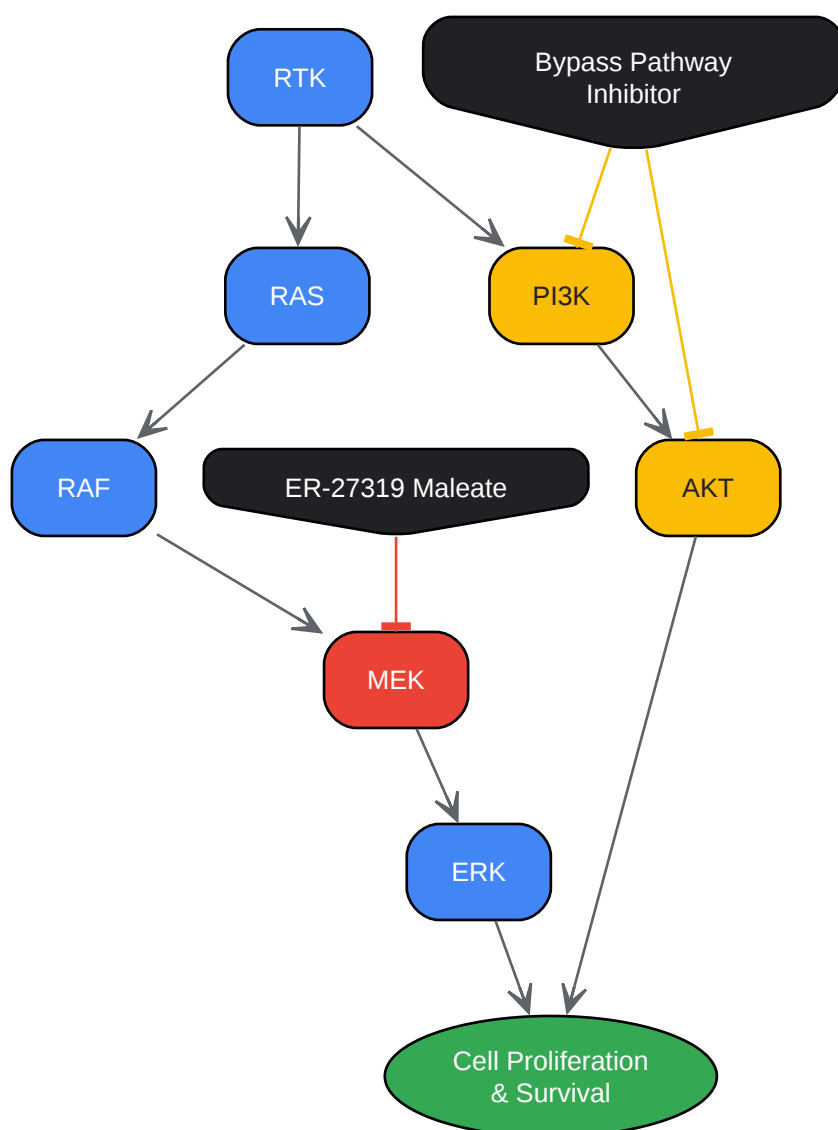 RTK
Bypass Pathway
Inhibitor
RAS
PI3K
RAF
ER-27319 Maleate
AKT
MEK
ERK
Cell Proliferation
& Survival